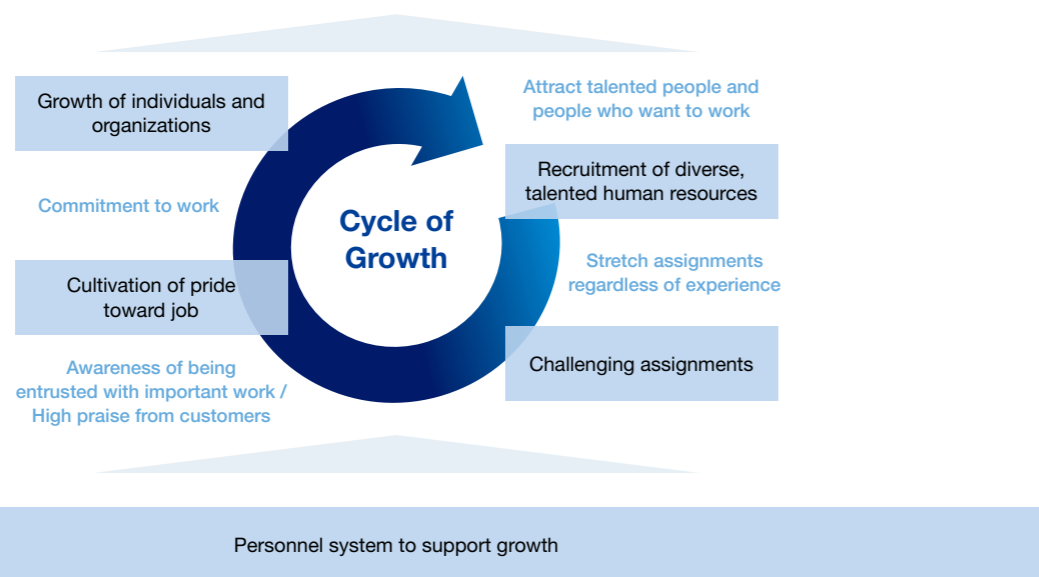 Growth of individuals and
organizations
Attract talented people and
people who want to work
Recruitment of diverse,
talented human resources
Commitment to work
Cycle of
Growth
Stretch assignments
regardless of experience
Cultivation of pride
toward job
Challenging assignments
Awareness of being
entrusted with important work /
High praise from customers
Personnel system to support growth